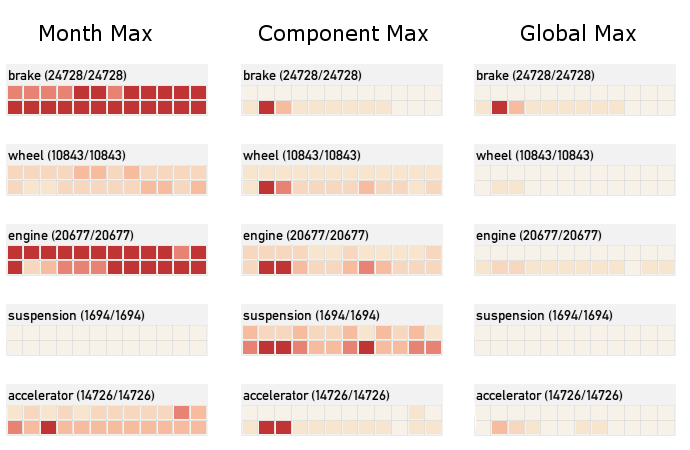 Month Max Component Max Global Max
brake (24728/24728) brake (24728/24728) brake (24728/24728)
wheel (10843/10843) wheel (10843/10843) wheel (10843/10843)
engine (20677/20677) engine (20677/20677) engine (20677/20677)
suspension (1694/1694) suspension (1694/1694) suspension (1694/1694)
accelerator (14726/14726) accelerator (14726/14726) accelerator (14726/14726)